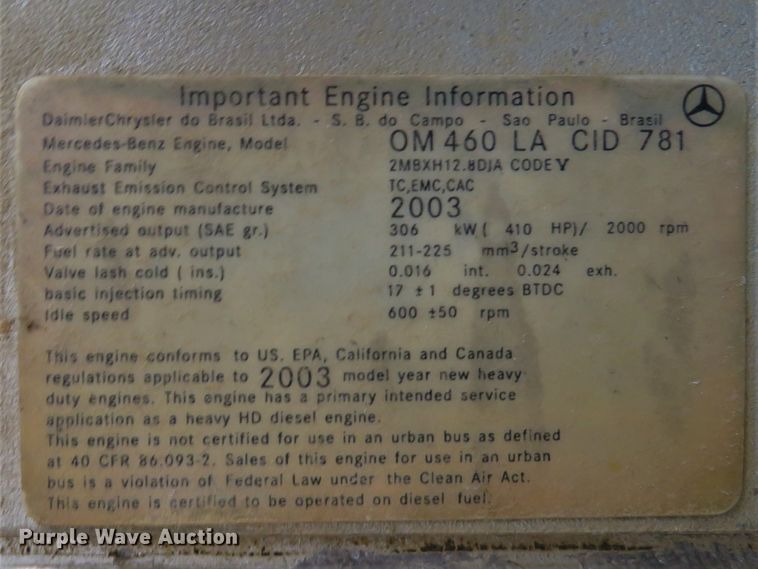 Important Engine Information
DaimlerChrysler do Brasil Ltda. - S. B. do Campo - Sao Paulo - Brasil
Mercedes-Benz Engine, Model OM 460 LA CID 781
Engine Family 2MBXH12.8DJA CODE Y
Exhaust Emission Control System TC,EMC,CAC
Date of engine manufacture 2003
Advertised output (SAE gr.) 306 kW ( 410 HP)/ 2000 rpm
Fuel rate at adv. output 211-225 mm³/stroke
Valve lash cold ( ins.) 0.016 int. 0.024 exh.
basic injection timing 17 ±1 degrees BTDC
Idle speed 600 ±50 rpm
This engine conforms to US. EPA, California and Canada
regulations applicable to 2003 model year new heavy
duty engines. This engine has a primary intended service
application as a heavy HD diesel engine.
This engine is not certified for use in an urban bus as defined
at 40 CFR 86.093-2. Sales of this engine for use in an urban
bus is a violation of Federal Law under the Clean Air Act.
This engine is certified to be operated on diesel fuel.
Purple Wave Auction